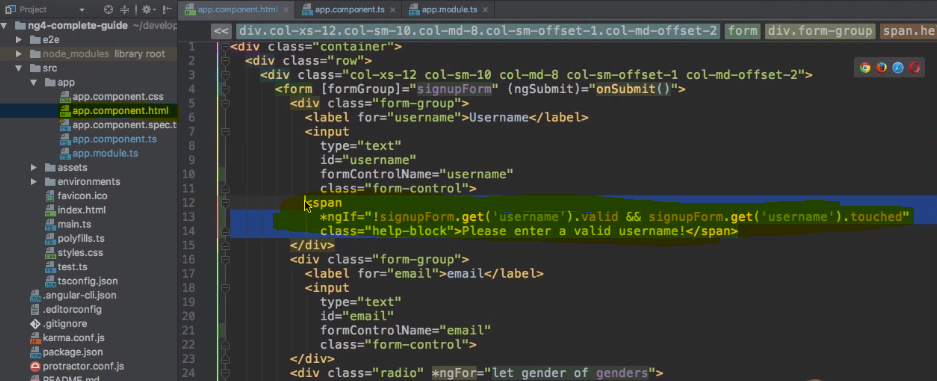 Project
app.component.html
app.component.ts
app.module.ts
ng4-complete-guide ~/develop
e2e
node_modules library root
src
app
app.component.css
app.component.html
app.component.spec.t
app.component.ts
app.module.ts
assets
environments
favicon.ico
index.html
main.ts
polyfills.ts
styles.css
test.ts
tsconfig.json
.angular-cli.json
.editorconfig
.gitignore
karma.conf.js
package.json
protractor.conf.js
README.md
<< div.col-xs-12.col-sm-10.col-md-8.col-sm-offset-1.col-md-offset-2 form div.form-group span.he
1 <div class="container">
2 <div class="row">
3 <div class="col-xs-12 col-sm-10 col-md-8 col-sm-offset-1 col-md-offset-2">
4 <form [formGroup]="signupForm" (ngSubmit)="onSubmit()">
5 <div class="form-group">
6 <label for="username">Username</label>
7 <input
8 type="text"
9 id="username"
10 formControlName="username"
11 class="form-control">
12 <span
13 *ngIf="!signupForm.get('username').valid && signupForm.get('username').touched"
14 class="help-block">Please enter a valid username!</span>
15 </div>
16 <div class="form-group">
17 <label for="email">email</label>
18 <input
19 type="text"
20 id="email"
21 formControlName="email"
22 class="form-control">
23 </div>
24 <div class="radio" *ngFor="let gender of genders">